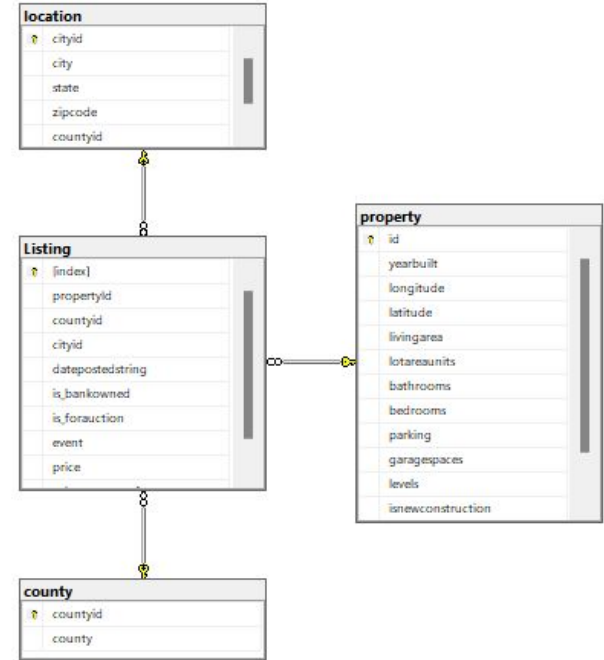 location
cityid
city
state
zipcode
countyid
Listing
[index]
propertyId
countyid
cityid
datepostedstring
is_bankowned
is_forauction
event
price
property
id
yearbuilt
longitude
latitude
livingarea
lotareaunits
bathrooms
bedrooms
parking
garagespaces
levels
isnewconstruction
county
countyid
county